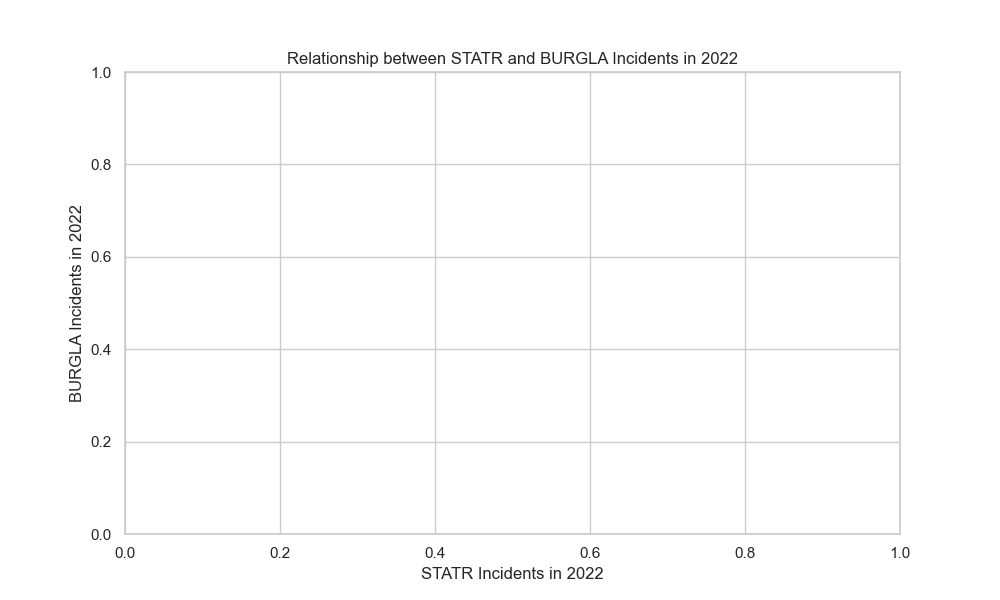 Relationship between STATR and BURGLA Incidents in 2022
1.0
0.8
0.6
0.4
0.2
0.0
BURGLA Incidents in 2022
0.0 0.2 0.4 0.6 0.8 1.0
STATR Incidents in 2022